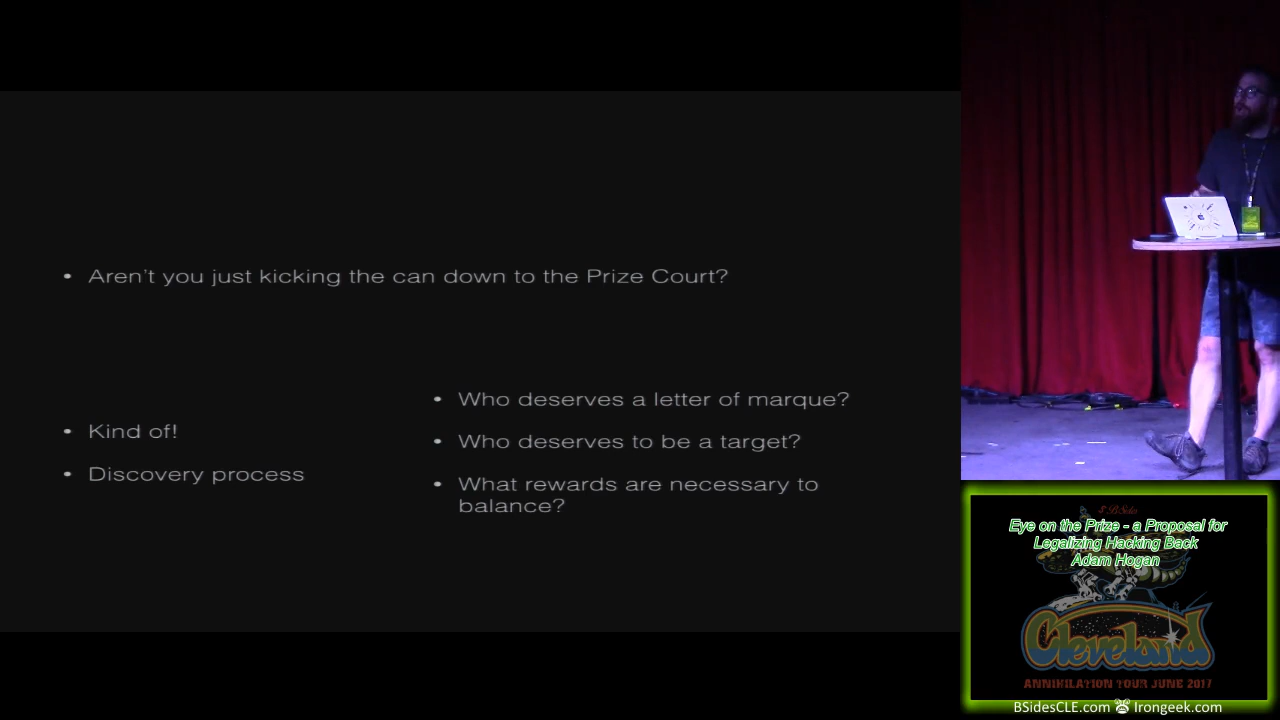 • Aren’t you just kicking the can down to the Prize Court?
• Kind of!
• Discovery process
• Who deserves a letter of marque?
• Who deserves to be a target?
• What rewards are necessary to
balance?
BSides
Eye on the Prize - a Proposal for
Legalizing Hacking Back
Adam Hogan
Cleveland
ANNIHILATION TOUR JUNE 2017
BSidesCLE.com Irongeek.com